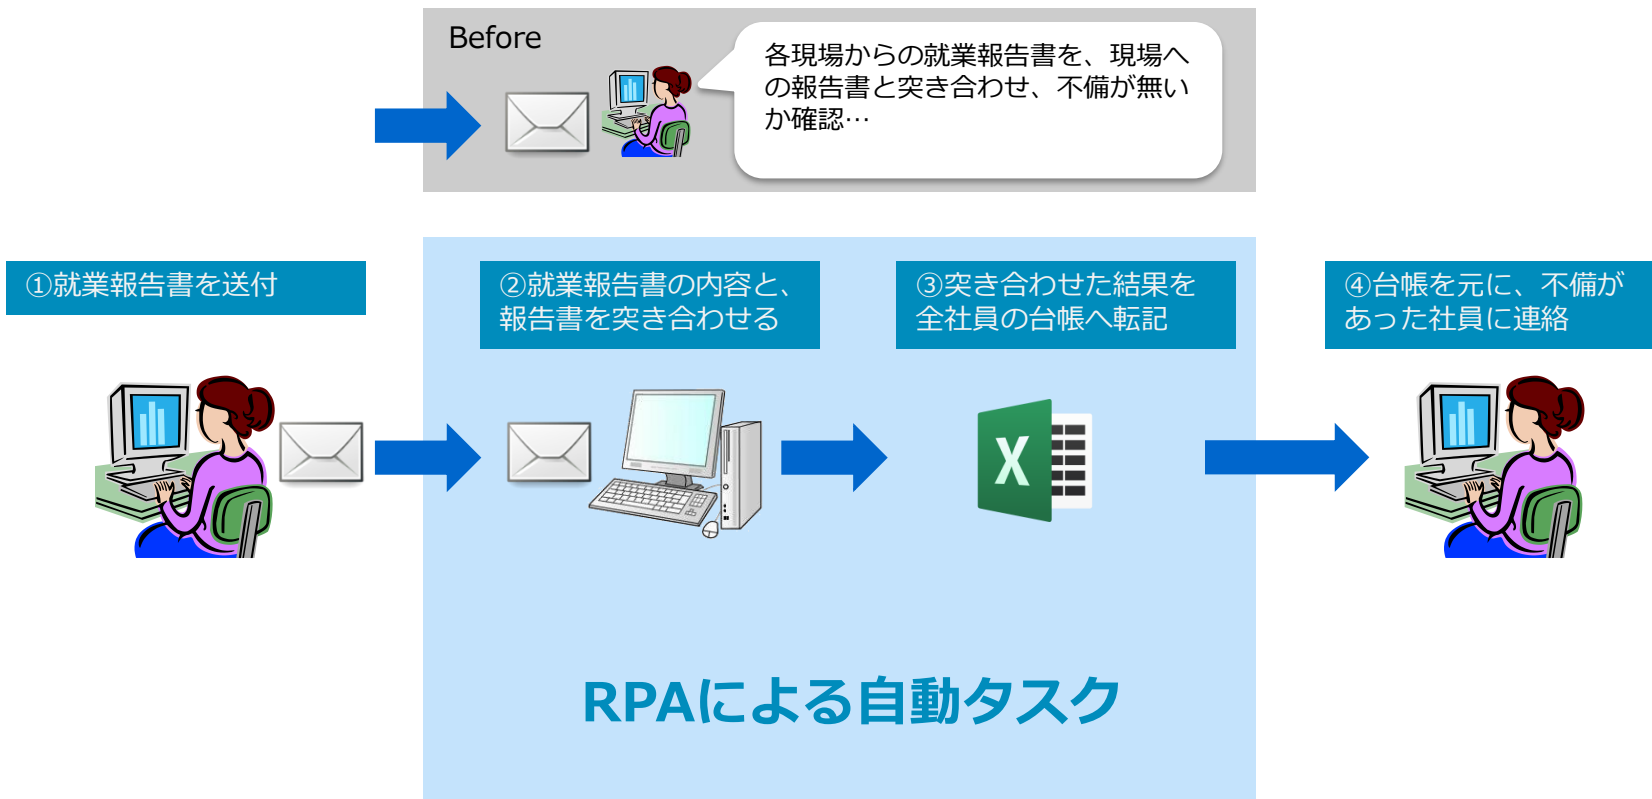 Before
各現場からの就業報告書を、現場へ
の報告書と突き合わせ、不備が無い
か確認…
①就業報告書を送付
②就業報告書の内容と、
報告書を突き合わせる
③突き合わせた結果を
全社員の台帳へ転記
④台帳を元に、不備が
あった社員に連絡
X
RPAによる自動タスク